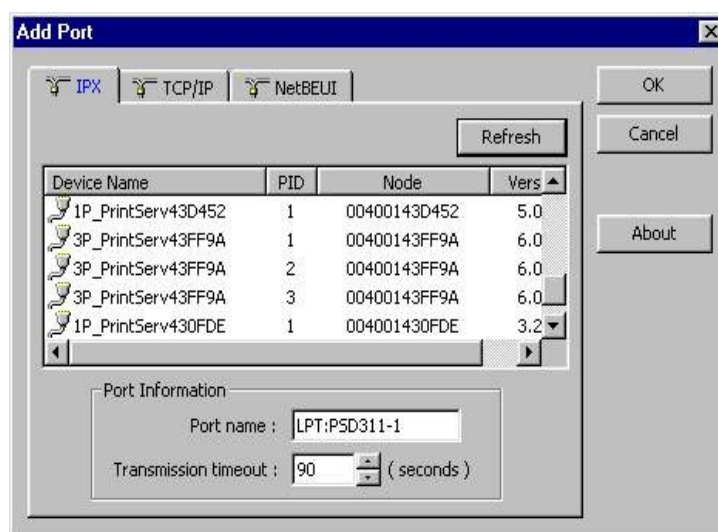 Add Port
IPX TCP/IP NetBEUI
OK
Refresh
Cancel
Device Name PID Node Vers
1P_PrintServ43D452 1 00400143D452 5.0
3P_PrintServ43FF9A 1 00400143FF9A 6.0
About
3P_PrintServ43FF9A 2 00400143FF9A 6.0
3P_PrintServ43FF9A 3 00400143FF9A 6.0
1P_PrintServ430FDE 1 004001430FDE 3.2
Port Information
Port name : LPT:PSD311-1
Transmission timeout : 90 ( seconds )